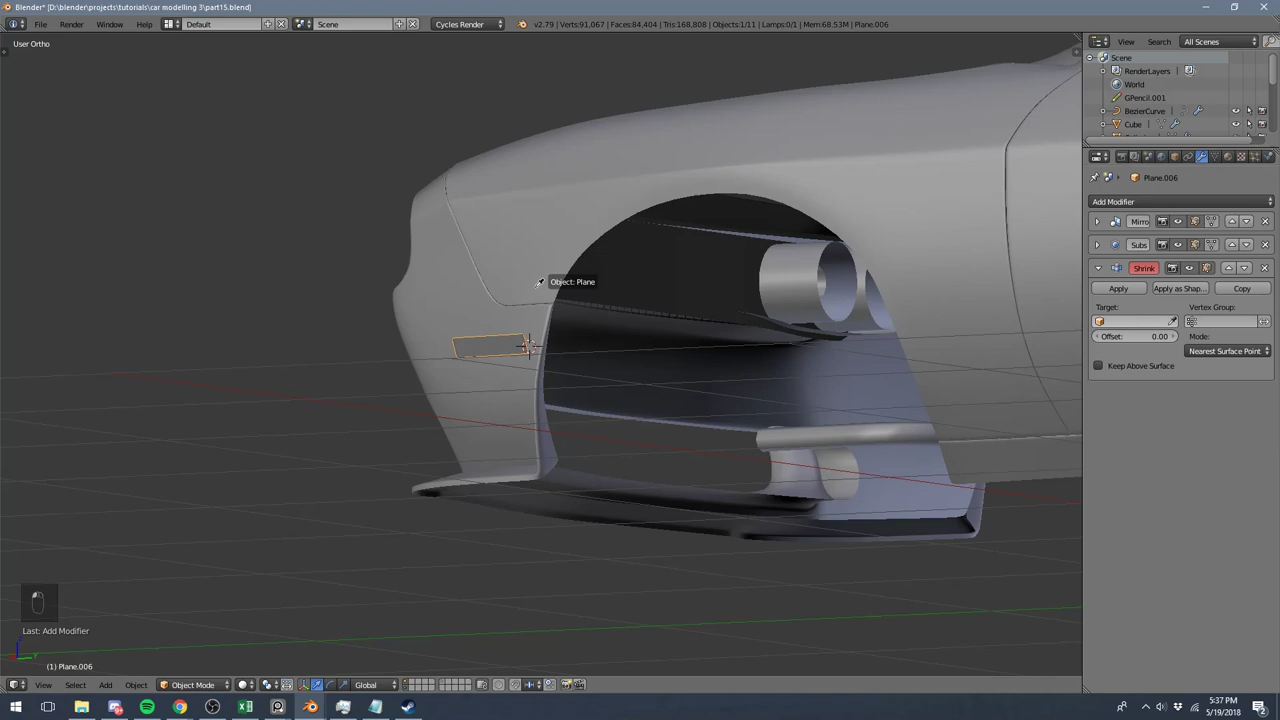 Blender* [D:\blender\projects\tutorials\car modelling 3\part15.blend]
File Render Window Help Default Scene Cycles Render v2.79 | Verts:91,067 | Faces:84,404 | Tris:168,808 | Objects:1/11 | Lamps:0/1 | Mem:68.53M | Plane.006
User Ortho
View Search All Scenes
Scene
RenderLayers
World
GPencil.001
BezierCurve
Cube
Plane.006
Add Modifier
Mirro
Subs
Shrink
Apply Apply as Shap... Copy
Target: Vertex Group:
Offset: 0.00 Mode:
Nearest Surface Point
Keep Above Surface
Object: Plane
Last: Add Modifier
(1) Plane.006
View Select Add Object Object Mode Global
5:37 PM
5/19/2018